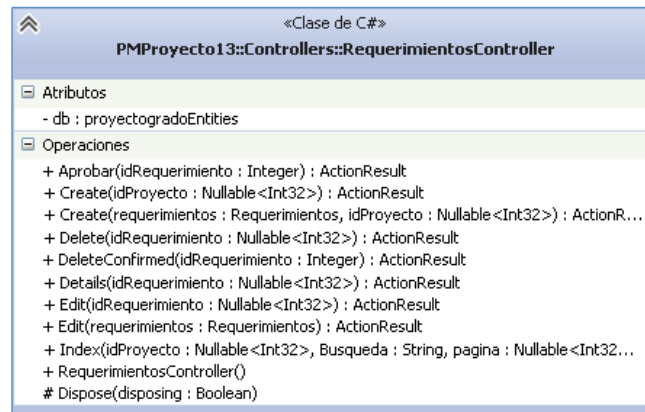 «Clase de C#»
PMProyecto13::Controllers::RequerimientosController
Atributos
- db : proyectogradoEntities
Operaciones
+ Aprobar(idRequerimiento : Integer) : ActionResult
+ Create(idProyecto : Nullable<Int32>) : ActionResult
+ Create(requerimientos : Requerimientos, idProyecto : Nullable<Int32>) : ActionR...
+ Delete(idRequerimiento : Nullable<Int32>) : ActionResult
+ DeleteConfirmed(idRequerimiento : Integer) : ActionResult
+ Details(idRequerimiento : Nullable<Int32>) : ActionResult
+ Edit(idRequerimiento : Nullable<Int32>) : ActionResult
+ Edit(requerimientos : Requerimientos) : ActionResult
+ Index(idProyecto : Nullable<Int32>, Busqueda : String, pagina : Nullable<Int32...
+ RequerimientosController()
# Dispose(disposing : Boolean)